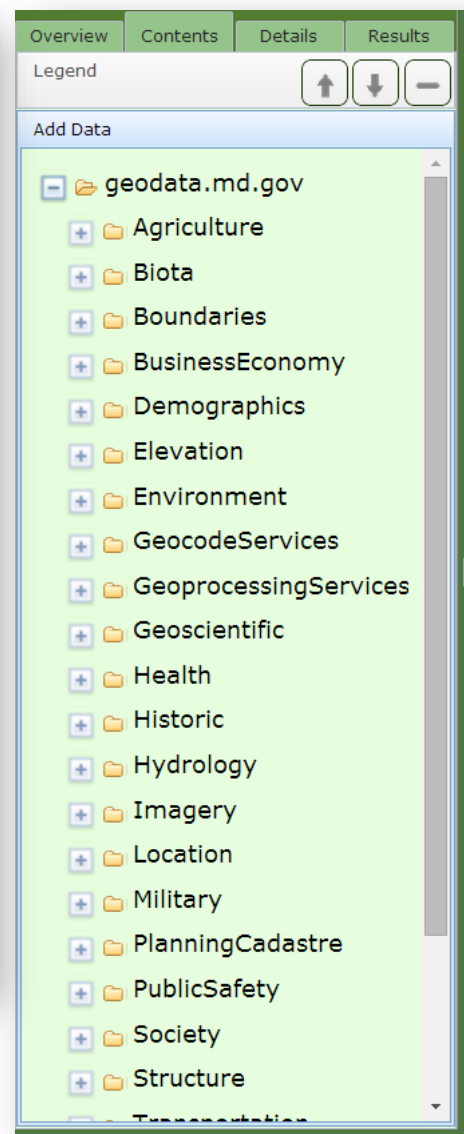 Overview Contents Details Results
Legend
Add Data
geodata.md.gov
Agriculture
Biota
Boundaries
BusinessEconomy
Demographics
Elevation
Environment
GeocodeServices
GeoprocessingServices
Geoscientific
Health
Historic
Hydrology
Imagery
Location
Military
PlanningCadastre
PublicSafety
Society
Structure
Transportation